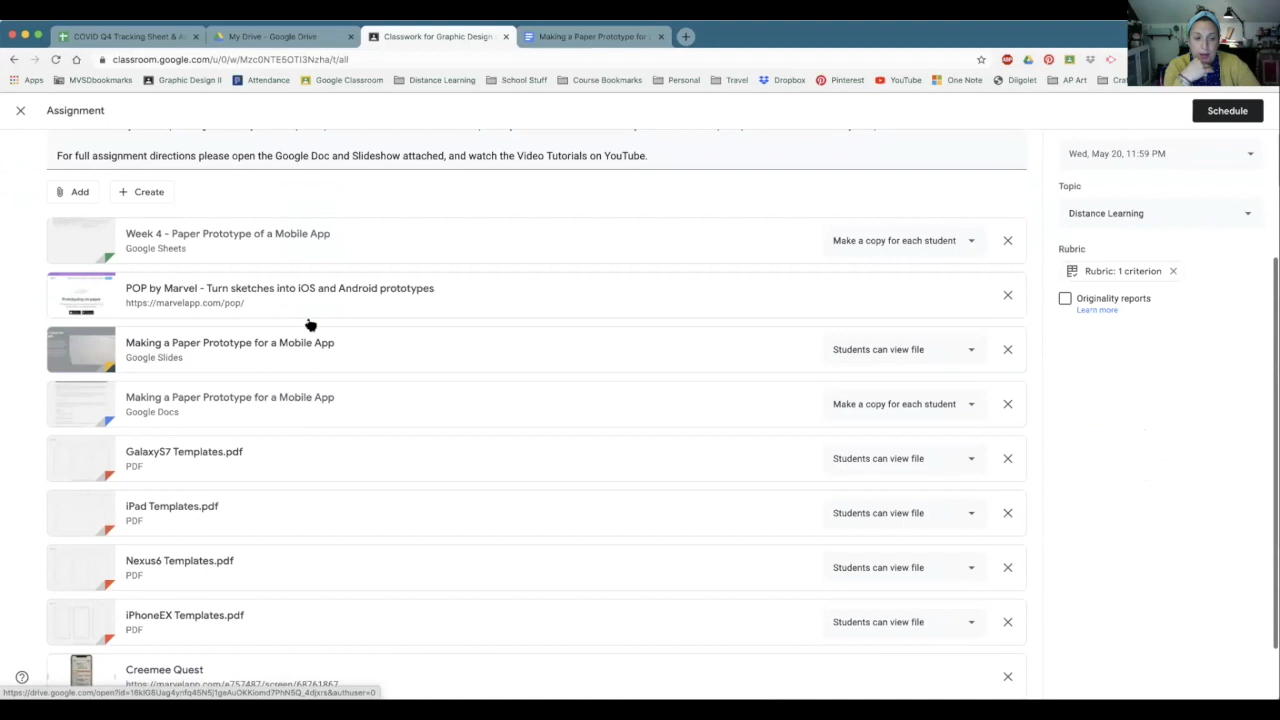 COVID Q4 Tracking Sheet & A
My Drive - Google Drive
Classwork for Graphic Design
Making a Paper Prototype for
classroom.google.com/u/0/w/Mzc0NTE5OTI3Nzha/t/all
Apps MVSDbookmarks Graphic Design II Attendance Google Classroom Distance Learning School Stuff Course Bookmarks Personal Travel Dropbox Pinterest YouTube One Note Diigolet AP Art
Assignment
Schedule
For full assignment directions please open the Google Doc and Slideshow attached, and watch the Video Tutorials on YouTube.
Wed, May 20, 11:59 PM
Add
Create
Topic
Distance Learning
Week 4 - Paper Prototype of a Mobile App
Google Sheets
Make a copy for each student
Rubric
Rubric: 1 criterion
POP by Marvel - Turn sketches into iOS and Android prototypes
https://marvelapp.com/pop/
Originality reports
Learn more
Making a Paper Prototype for a Mobile App
Google Slides
Students can view file
Making a Paper Prototype for a Mobile App
Google Docs
Make a copy for each student
GalaxyS7 Templates.pdf
PDF
Students can view file
iPad Templates.pdf
PDF
Students can view file
Nexus6 Templates.pdf
PDF
Students can view file
iPhoneEX Templates.pdf
PDF
Students can view file
Creemee Quest
https://marvelapp.com/e757487/screen/68761867